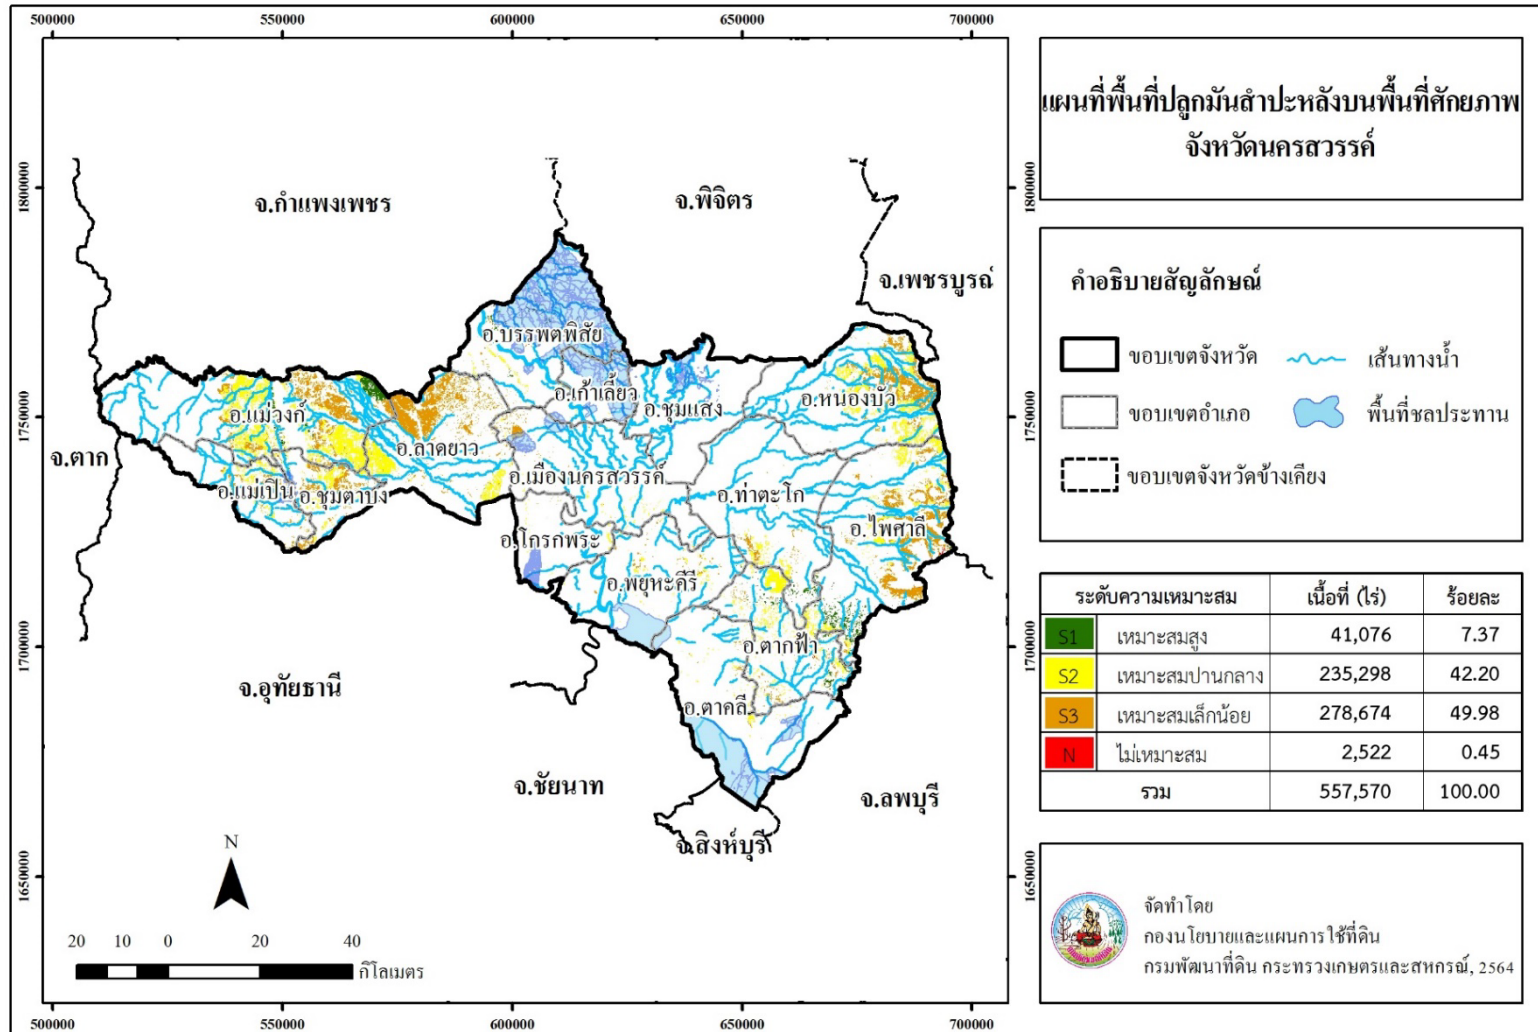 500000 550000 600000 650000 700000
แผนที่พื้นที่ปลูกมันสำปะหลังบนพื้นที่ศักยภาพ
จังหวัดนครสวรรค์
1800000
1800000
จ.กำแพงเพชร
จ.พิจิตร
จ.เพชรบูรณ์
คำอธิบายสัญลักษณ์
ขอบเขตจังหวัด เส้นทางน้ำ
ขอบเขตอำเภอ พื้นที่ชลประทาน
ขอบเขตจังหวัดข้างเคียง
อ.บรรพตพิสัย
อ.เก้าเลี้ยว
อ.ชุมแสง
อ.หนองบัว
อ.แม่วงก์
1750000
1750000
อ.ลาดยาว
จ.ตาก
อ.เมืองนครสวรรค์
อ.แม่เปิน
อ.ชุมตาบง
อ.ท่าตะโก
อ.ไพศาลี
อ.โกรกพระ
อ.พยุหะคีรี
1700000
1700000
อ.ตากฟ้า
จ.อุทัยธานี
อ.ตาคลี
จ.ชัยนาท
จ.ลพบุรี
จ.สิงห์บุรี
ระดับความเหมาะสม เนื้อที่ (ไร่) ร้อยละ
S1 เหมาะสมสูง 41,076 7.37
S2 เหมาะสมปานกลาง 235,298 42.20
S3 เหมาะสมเล็กน้อย 278,674 49.98
N ไม่เหมาะสม 2,522 0.45
รวม 557,570 100.00
1650000
1650000
N
20 10 0 20 40
กิโลเมตร
จัดทำโดย
กองนโยบายและแผนการใช้ที่ดิน
กรมพัฒนาที่ดิน กระทรวงเกษตรและสหกรณ์, 2564
500000 550000 600000 650000 700000